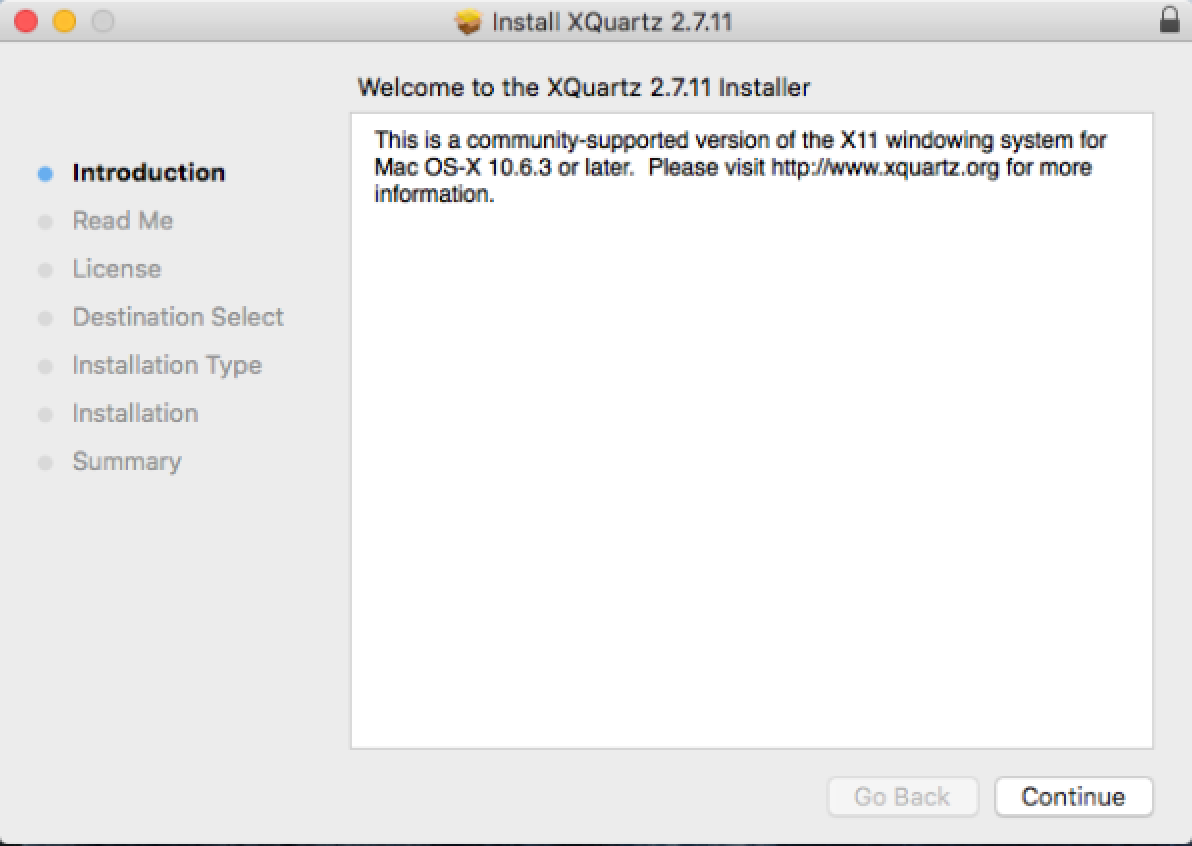 Install XQuartz 2.7.11
Welcome to the XQuartz 2.7.11 Installer
Introduction
Read Me
License
Destination Select
Installation Type
Installation
Summary
This is a community-supported version of the X11 windowing system for
Mac OS-X 10.6.3 or later.  Please visit http://www.xquartz.org for more
information.
Go Back
Continue